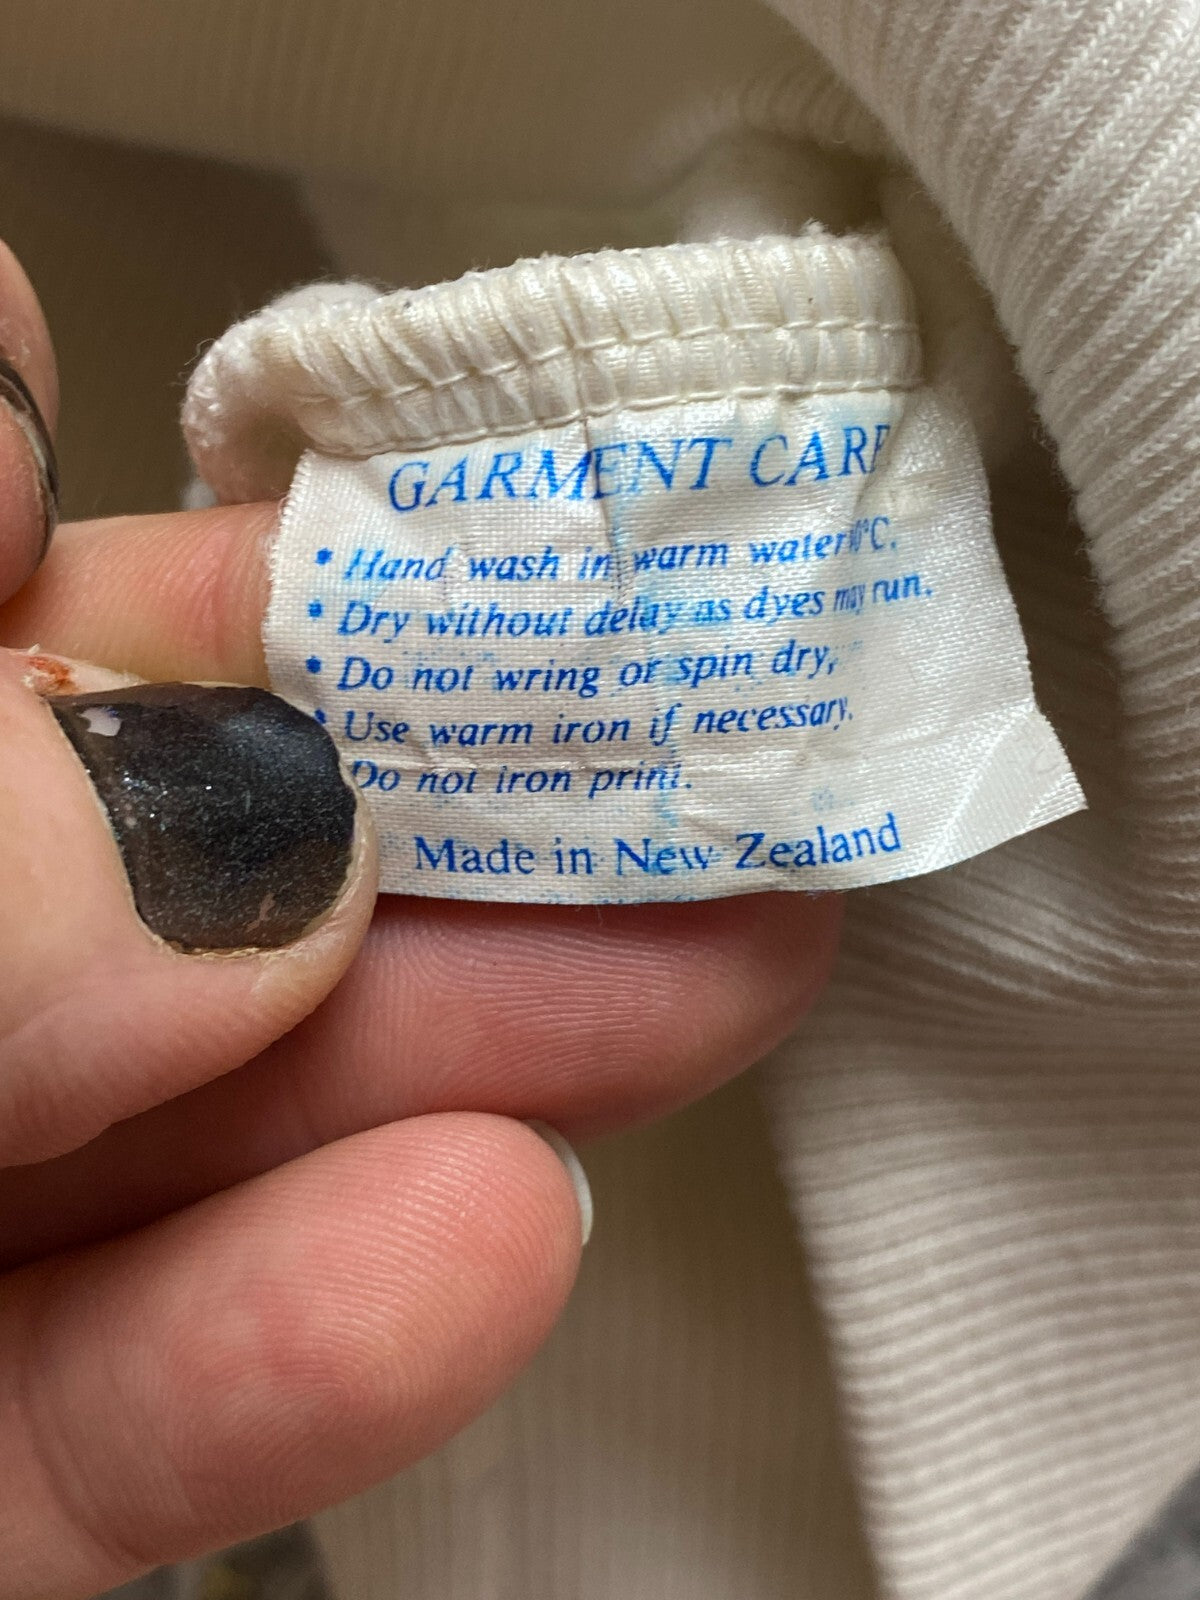 GARMENT CARE
* Hand wash in warm water 40°C.
* Dry without delay as dyes may run.
* Do not wring or spin dry,
* Use warm iron if necessary.
Do not iron print.
Made in New Zealand